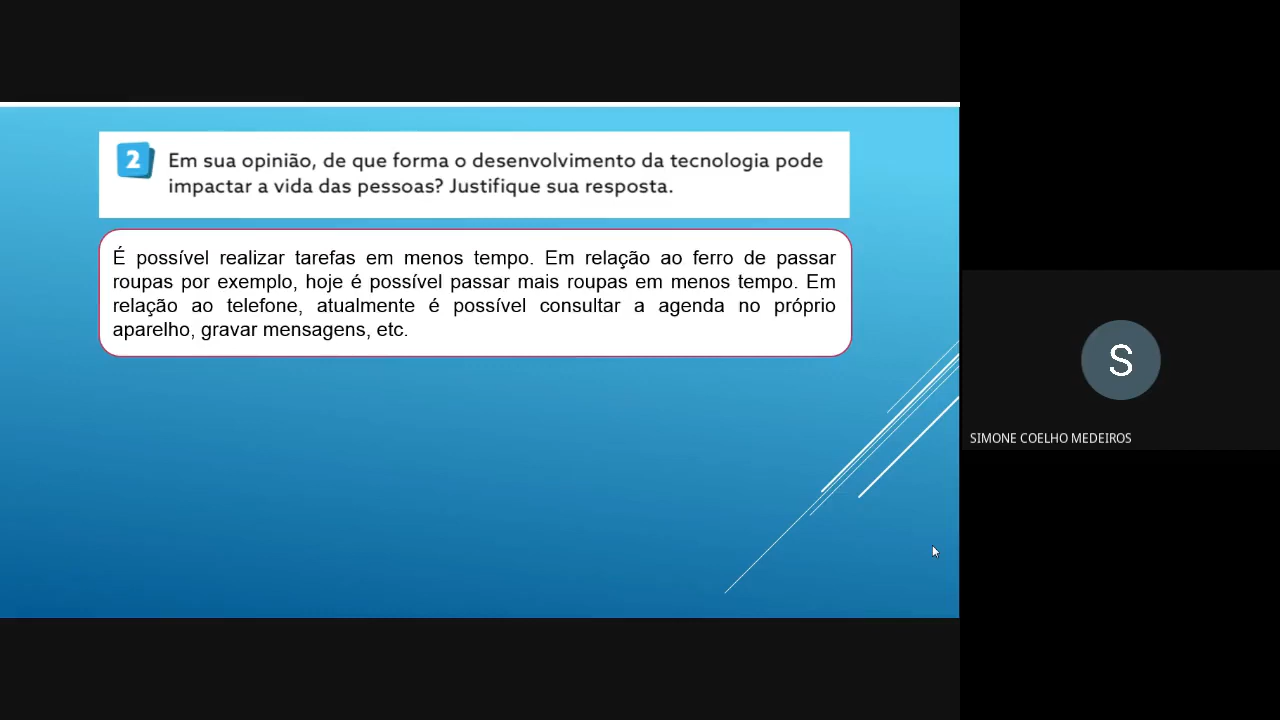 2
Em sua opinião, de que forma o desenvolvimento da tecnologia pode
impactar a vida das pessoas? Justifique sua resposta.
É possível realizar tarefas em menos tempo. Em relação ao ferro de passar
roupas por exemplo, hoje é possível passar mais roupas em menos tempo. Em
relação ao telefone, atualmente é possível consultar a agenda no próprio
aparelho, gravar mensagens, etc.
S
SIMONE COELHO MEDEIROS